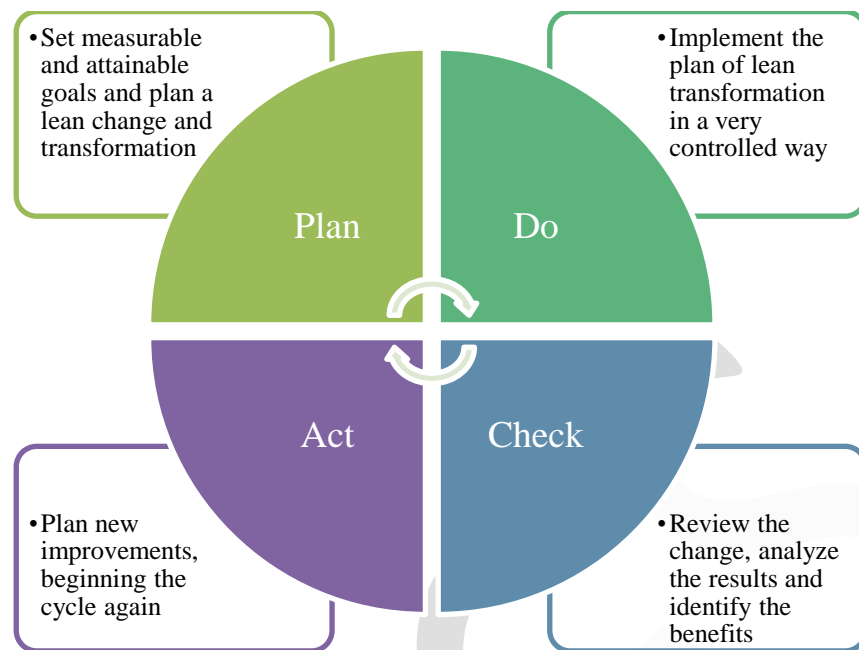 •Set measurable
and attainable
goals and plan a
lean change and
transformation
•Implement the
plan of lean
transformation
in a very
controlled way
Plan
Do
Act
Check
•Plan new
improvements,
beginning the
cycle again
•Review the
change, analyze
the results and
identify the
benefits